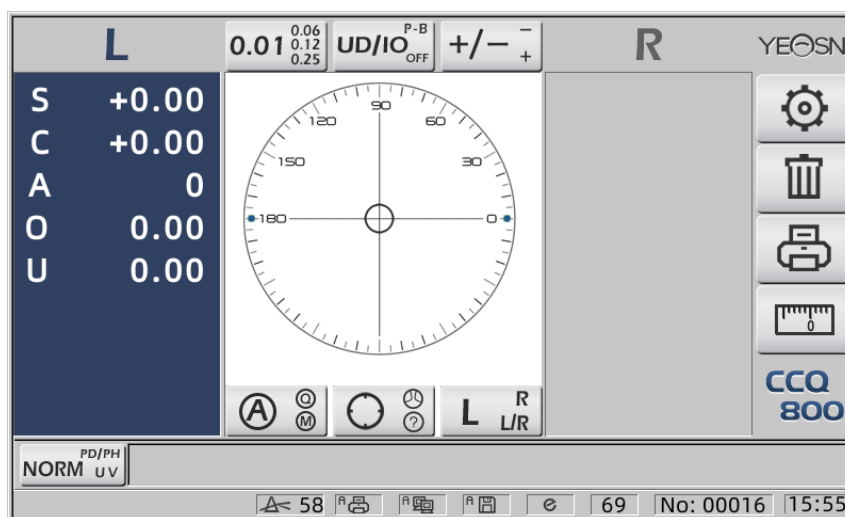 L
0.01 0.06 0.12 0.25
UD/IO P-B OFF
+/− − +
R
YEOSN
S +0.00
C +0.00
A 0
O 0.00
U 0.00
90
120 60
150 30
180 0
0
A Q M
?
L R L/R
CCQ
800
NORM PD/PH UV
58 A A A e 69 No: 00016 15:55